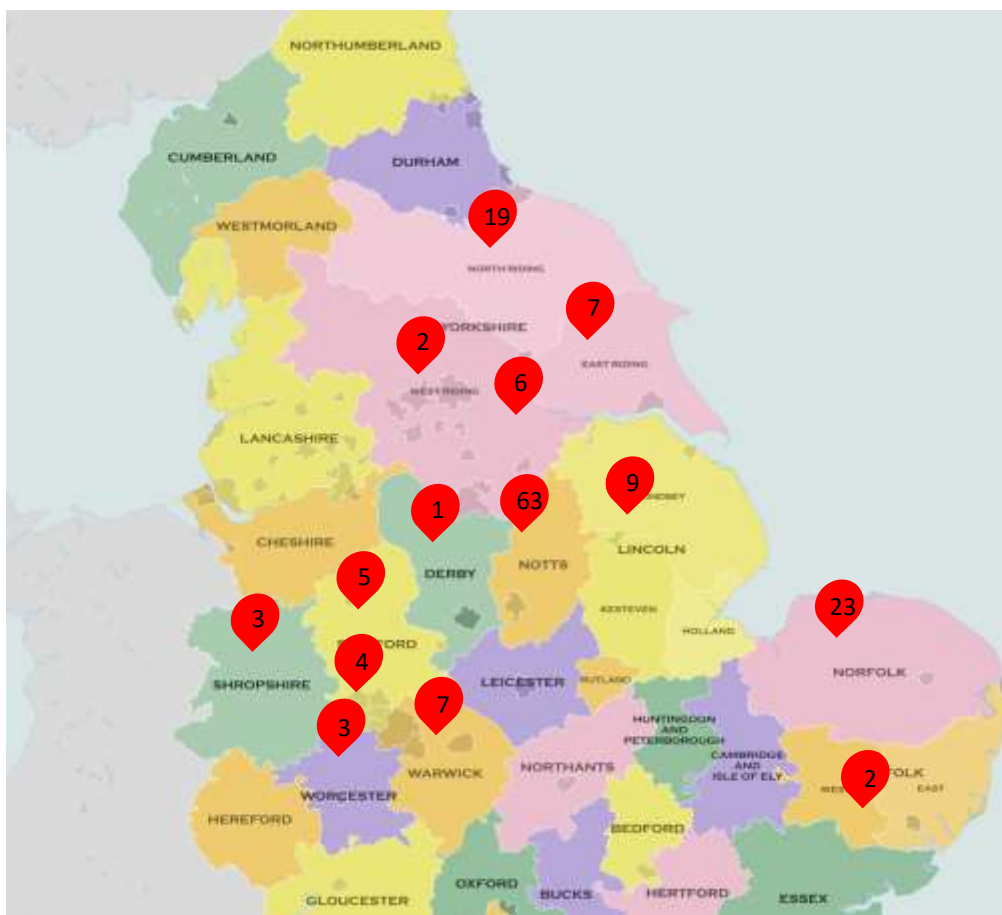 NORTHUMBERLAND
CUMBERLAND
DURHAM
WESTMORLAND
19
NORTH RIDING
7
YORKSHIRE
2
EAST RIDING
6
WEST RIDING
LANCASHIRE
9
63
1
CHESHIRE
LINCOLN
NOTTS
DERBY
5
23
KESTEVEN
3
HOLLAND
4
NORFOLK
SHROPSHIRE
LEICESTER
RUTLAND
7
3
HUNTINGDON
AND
PETERBOROUGH
CAMBRIDGE
AND
ISLE OF ELY
NORTHANTS
WARWICK
2
EAST
WORCESTER
HEREFORD
BEDFORD
OXFORD
BUCKS
HERTFORD
ESSEX
GLOUCESTER